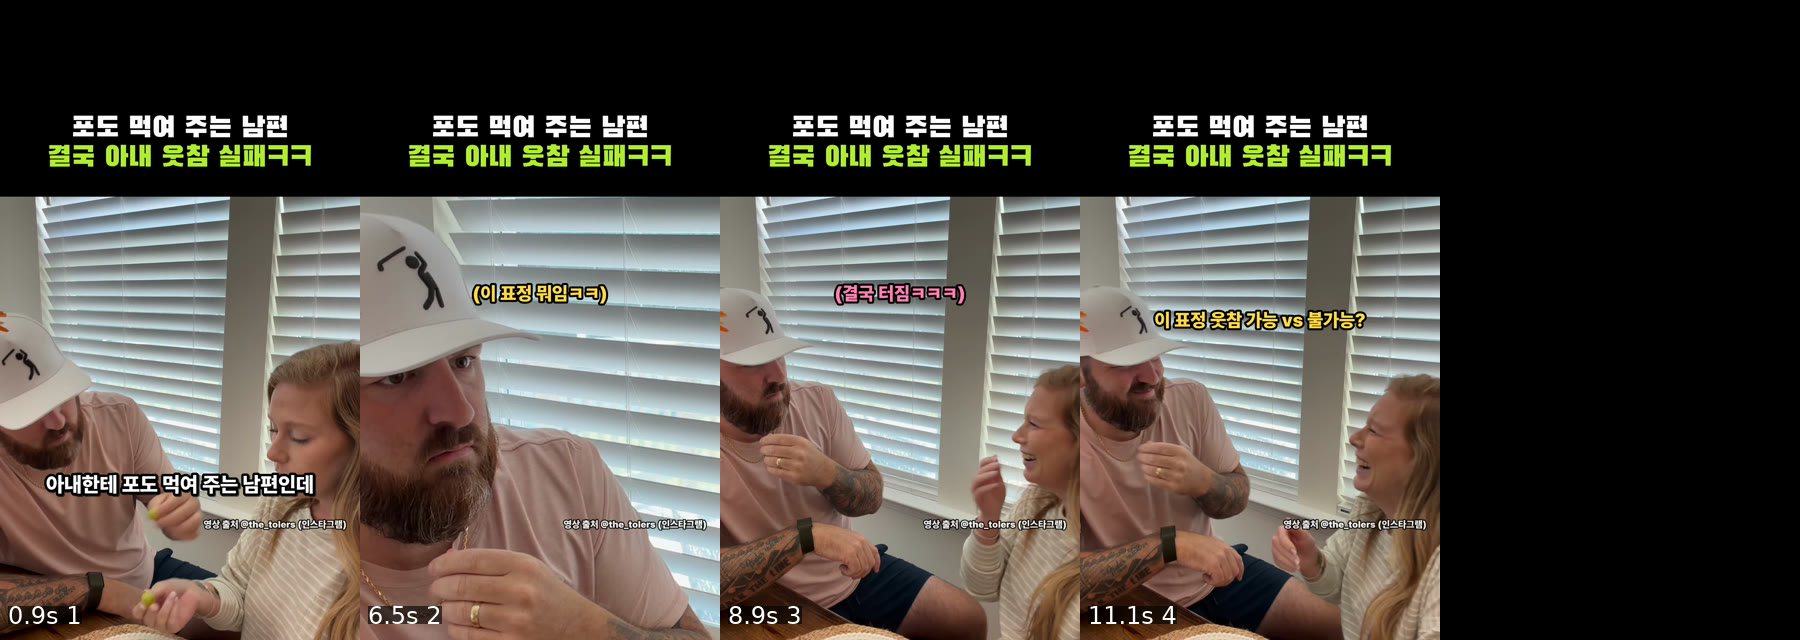 포도 먹여 주는 남편
결국 아내 웃참 실패ㅋㅋ
아내한테 포도 먹여 주는 남편인데
영상 출처 @the_tolers (인스타그램)
0.9s 1
포도 먹여 주는 남편
결국 아내 웃참 실패ㅋㅋ
(이 표정 뭐임ㅋㅋ)
영상 출처 @the_tolers (인스타그램)
6.5s 2
포도 먹여 주는 남편
결국 아내 웃참 실패ㅋㅋ
(결국 터짐ㅋㅋㅋ)
영상 출처 @the_tolers (인스타그램)
8.9s 3
포도 먹여 주는 남편
결국 아내 웃참 실패ㅋㅋ
이 표정 웃참 가능 vs 불가능?
영상 출처 @the_tolers (인스타그램)
11.1s 4